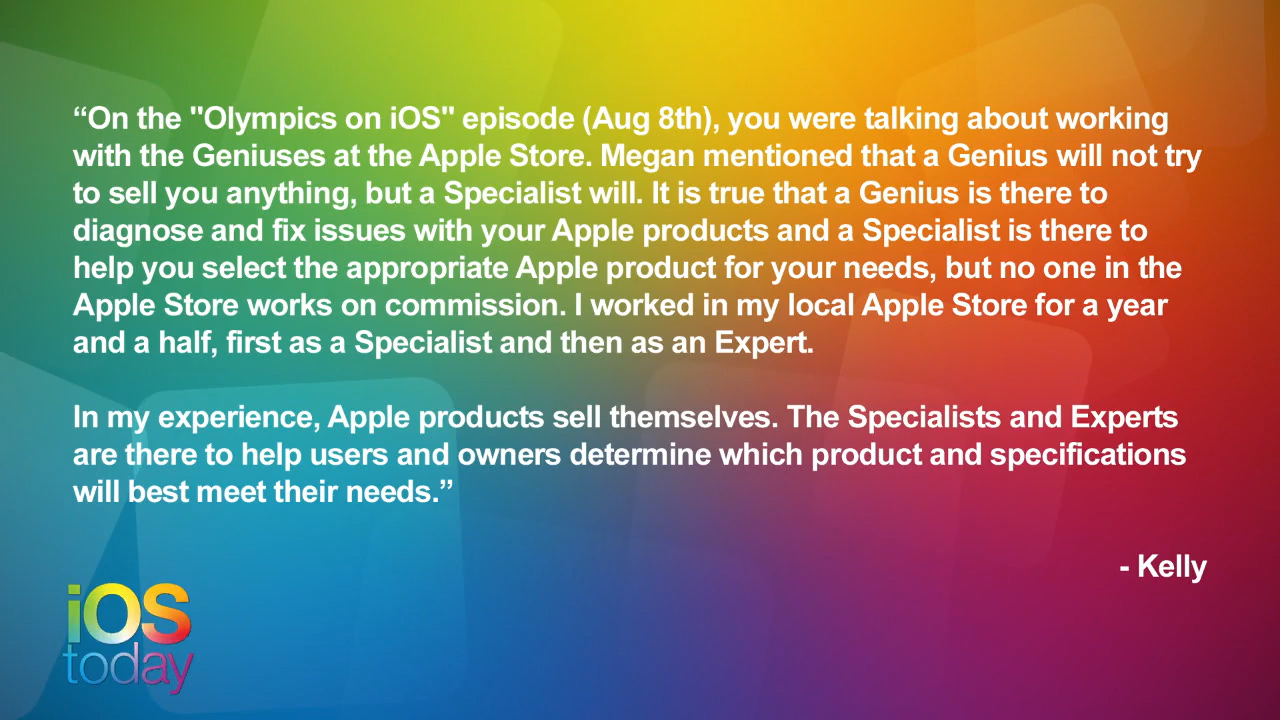 “On the "Olympics on iOS" episode (Aug 8th), you were talking about working
with the Geniuses at the Apple Store. Megan mentioned that a Genius will not try
to sell you anything, but a Specialist will. It is true that a Genius is there to
diagnose and fix issues with your Apple products and a Specialist is there to
help you select the appropriate Apple product for your needs, but no one in the
Apple Store works on commission. I worked in my local Apple Store for a year
and a half, first as a Specialist and then as an Expert.
In my experience, Apple products sell themselves. The Specialists and Experts
are there to help users and owners determine which product and specifications
will best meet their needs.”
- Kelly
iOS
today